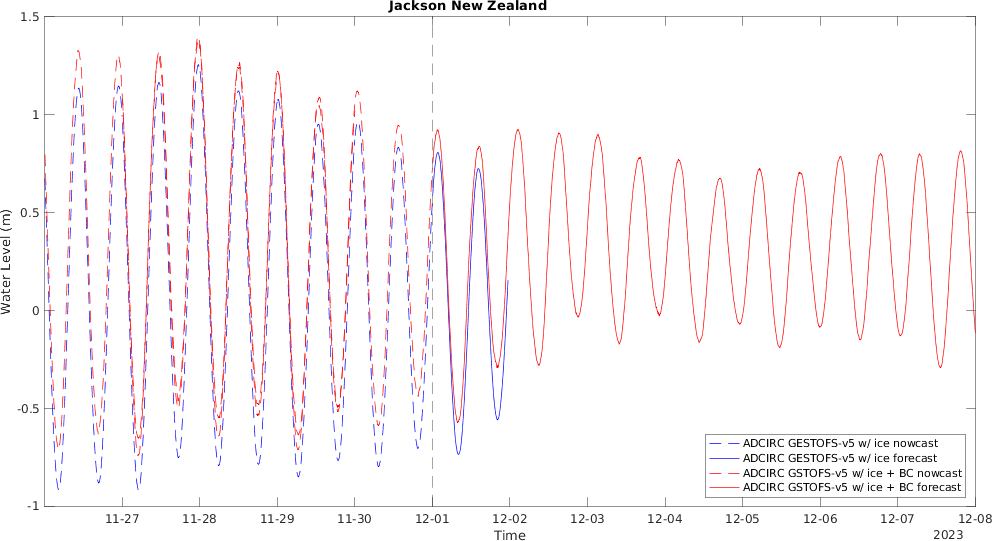 Jackson New Zealand
1.5
1
0.5
0
-0.5
-1
Water Level (m)
11-27 11-28 11-29 11-30 12-01 12-02 12-03 12-04 12-05 12-06 12-07 12-08
Time
2023
ADCIRC GESTOFS-v5 w/ ice nowcast
ADCIRC GESTOFS-v5 w/ ice forecast
ADCIRC GSTOFS-v5 w/ ice + BC nowcast
ADCIRC GSTOFS-v5 w/ ice + BC forecast